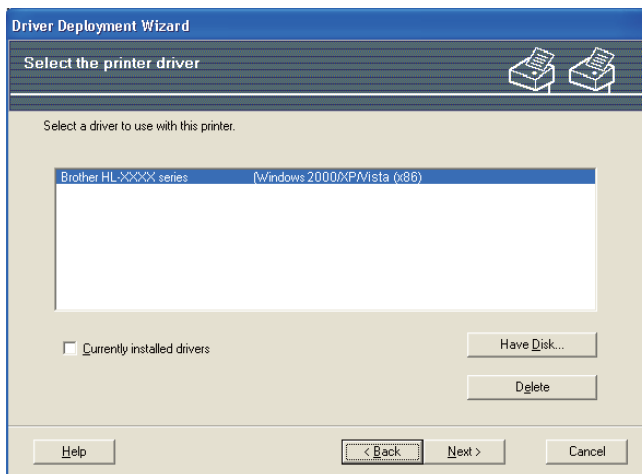 Driver Deployment Wizard
Select the printer driver
Select a driver to use with this printer.
Brother HL-XXXX series (Windows 2000/XP/Vista (x86)
Currently installed drivers
Have Disk...
Delete
Help
< Back
Next >
Cancel